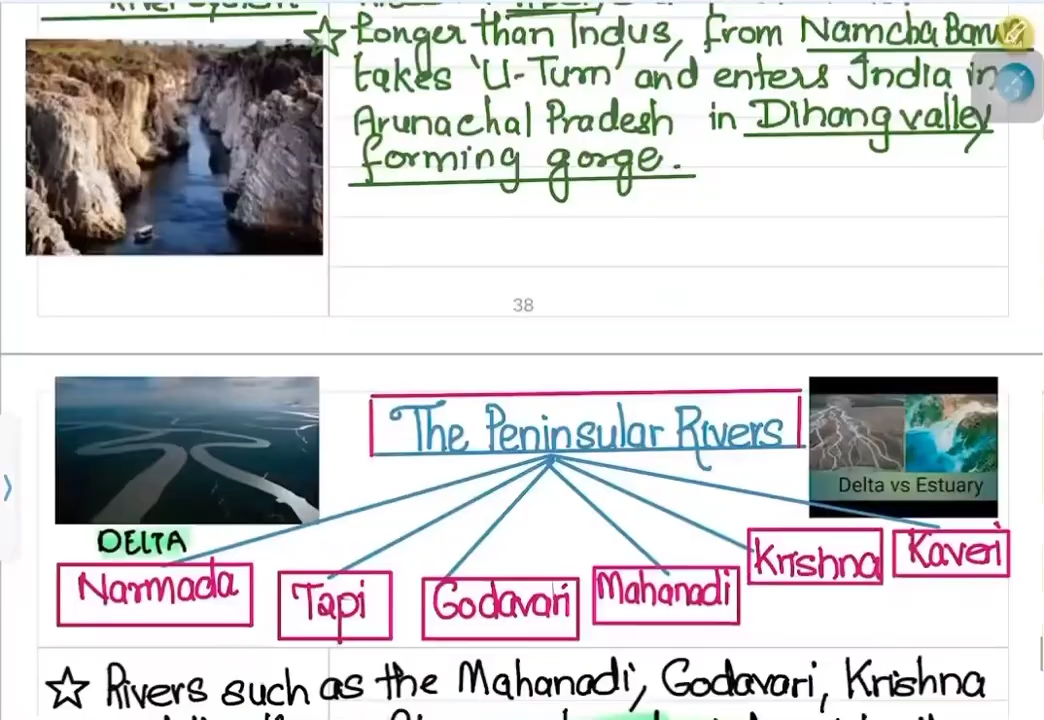 River System
☆ Longer than Indus, from Namcha Barwa
takes 'U-Turn' and enters India in
Arunachal Pradesh in Dihang valley
forming gorge.
38
The Peninsular Rivers
Delta vs Estuary
DELTA
Narmada
Tapi
Godavari
Mahanadi
Krishna
Kaveri
☆ Rivers such as the Mahanadi, Godavari, Krishna